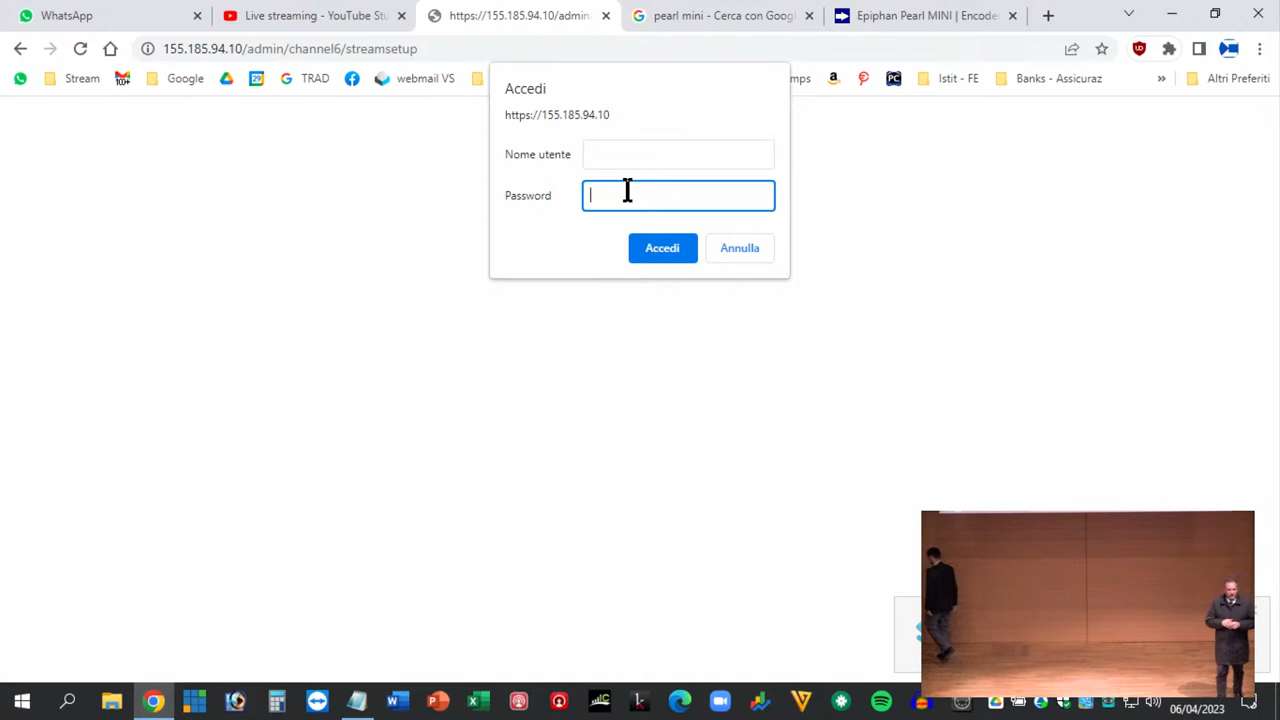 WhatsApp
Live streaming - YouTube Stu
https://155.185.94.10/admin
pearl mini - Cerca con Googl
Epiphan Pearl MINI | Encode
155.185.94.10/admin/channel6/streamsetup
Stream
100+
Google
TRAD
webmail VS
mps
Istit - FE
Banks - Assicuraz
Altri Preferiti
Accedi
https://155.185.94.10
Nome utente
Password
Accedi
Annulla
06/04/2023